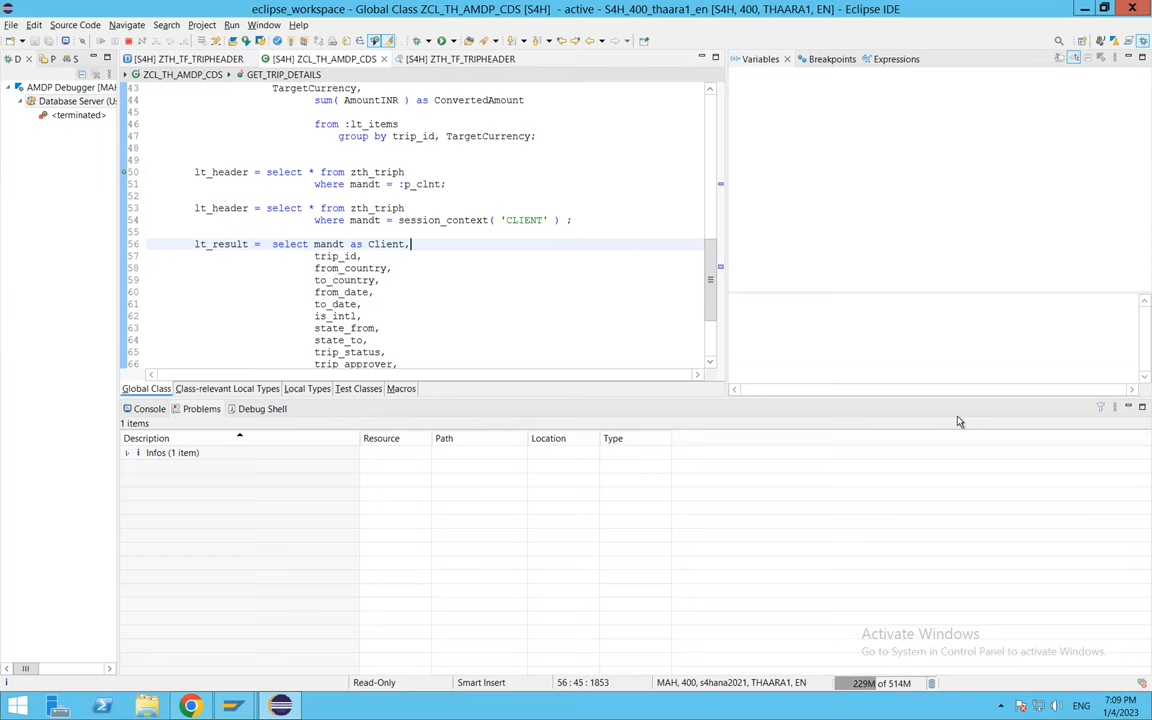 eclipse_workspace - Global Class ZCL_TH_AMDP_CDS [S4H] - active - S4H_400_thaara1_en [S4H, 400, THAARA1, EN] - Eclipse IDE
File Edit Source Code Navigate Search Project Run Window Help
D P S
[S4H] ZTH_TF_TRIPHEADER [S4H] ZCL_TH_AMDP_CDS [S4H] ZTH_TF_TRIPHEADER
Variables Breakpoints Expressions
ZCL_TH_AMDP_CDS GET_TRIP_DETAILS
AMDP Debugger [MAH
Database Server (U:
<terminated>
43 TargetCurrency,
44 sum( AmountINR ) as ConvertedAmount
45
46 from :lt_items
47 group by trip_id, TargetCurrency;
48
49
50 lt_header = select * from zth_triph
51 where mandt = :p_clnt;
52
53 lt_header = select * from zth_triph
54 where mandt = session_context( 'CLIENT' ) ;
55
56 lt_result = select mandt as Client,
57 trip_id,
58 from_country,
59 to_country,
60 from_date,
61 to_date,
62 is_intl,
63 state_from,
64 state_to,
65 trip_status,
66 trip_approver,
Global Class Class-relevant Local Types Local Types Test Classes Macros
Console Problems Debug Shell
1 items
Description Resource Path Location Type
Infos (1 item)
Activate Windows
Go to System in Control Panel to activate Windows.
Read-Only Smart Insert 56 : 45 : 1853 MAH, 400, s4hana2021, THAARA1, EN 229M of 514M
ENG
7:09 PM
1/4/2023